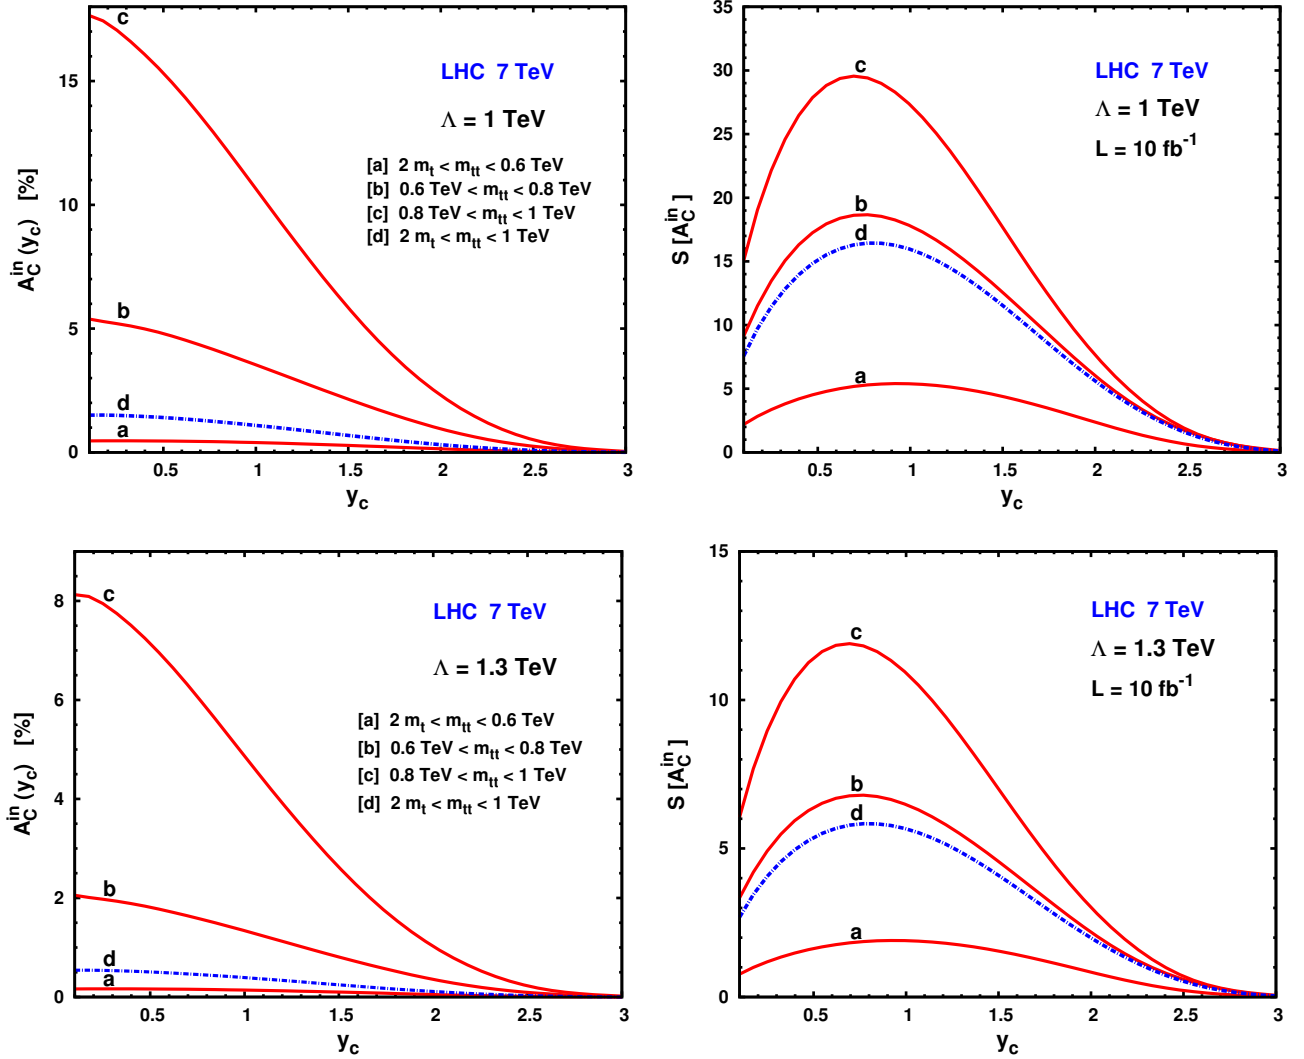 A_C^in (y_c) [%]
15
10
5
0
0.5 1 1.5 2 2.5 3
y_c
c
b
d
a
LHC 7 TeV
Λ = 1 TeV
[a] 2 m_t < m_tt < 0.6 TeV
[b] 0.6 TeV < m_tt < 0.8 TeV
[c] 0.8 TeV < m_tt < 1 TeV
[d] 2 m_t < m_tt < 1 TeV
S [A_C^in]
35
30
25
20
15
10
5
0
0.5 1 1.5 2 2.5 3
y_c
c
b
d
a
LHC 7 TeV
Λ = 1 TeV
L = 10 fb^-1
A_C^in (y_c) [%]
8
6
4
2
0
0.5 1 1.5 2 2.5 3
y_c
c
b
d
a
LHC 7 TeV
Λ = 1.3 TeV
[a] 2 m_t < m_tt < 0.6 TeV
[b] 0.6 TeV < m_tt < 0.8 TeV
[c] 0.8 TeV < m_tt < 1 TeV
[d] 2 m_t < m_tt < 1 TeV
S [A_C^in]
15
10
5
0
0.5 1 1.5 2 2.5 3
y_c
c
b
d
a
LHC 7 TeV
Λ = 1.3 TeV
L = 10 fb^-1